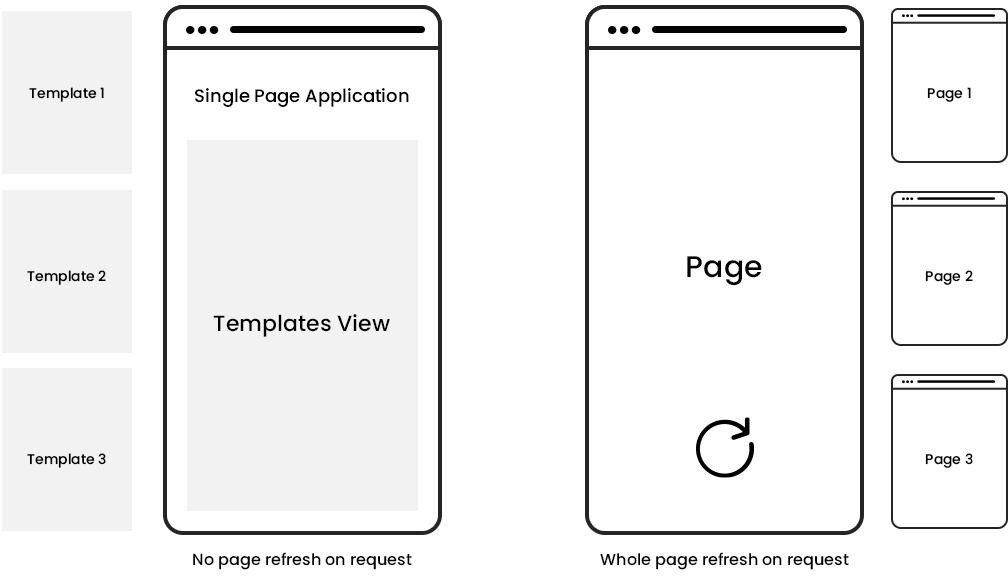 Template 1
Template 2
Template 3
Single Page Application
Templates View
No page refresh on request
Page
Whole page refresh on request
Page 1
Page 2
Page 3